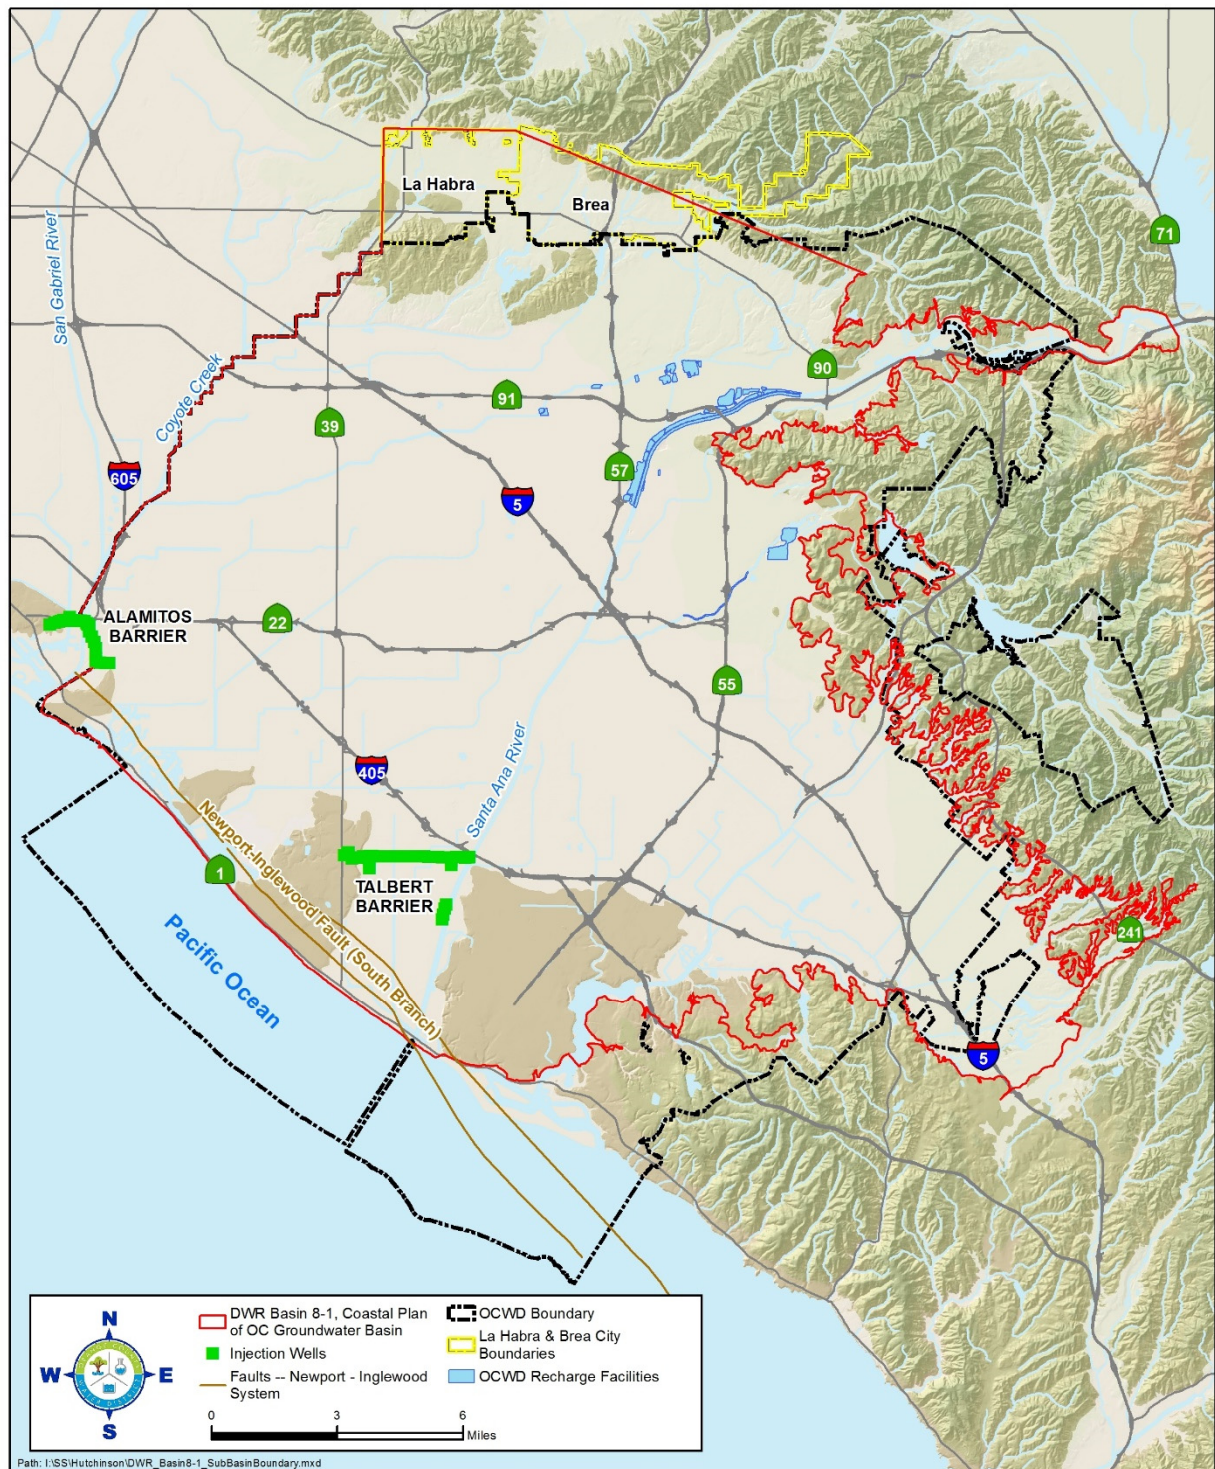 La Habra
Brea
71
San Gabriel River
Coyote Creek
90
91
39
57
605
5
ALAMITOS
BARRIER
22
55
405
Santa Ana River
Newport-Inglewood Fault (South Branch)
1
TALBERT
BARRIER
241
Pacific Ocean
5
N
W
E
S
DWR Basin 8-1, Coastal Plan
of OC Groundwater Basin
Injection Wells
Faults -- Newport - Inglewood
System
OCWD Boundary
La Habra & Brea City
Boundaries
OCWD Recharge Facilities
0
3
6
Miles
Path: I:\SS\Hutchinson\DWR_Basin8-1_SubBasinBoundary.mxd